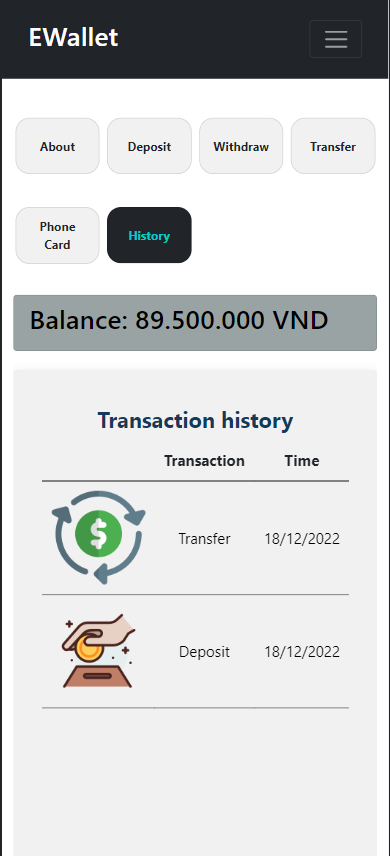 EWallet
About Deposit Withdraw Transfer
Phone
Card
History
Balance: 89.500.000 VND
Transaction history
Transaction Time
$
Transfer 18/12/2022
Deposit 18/12/2022